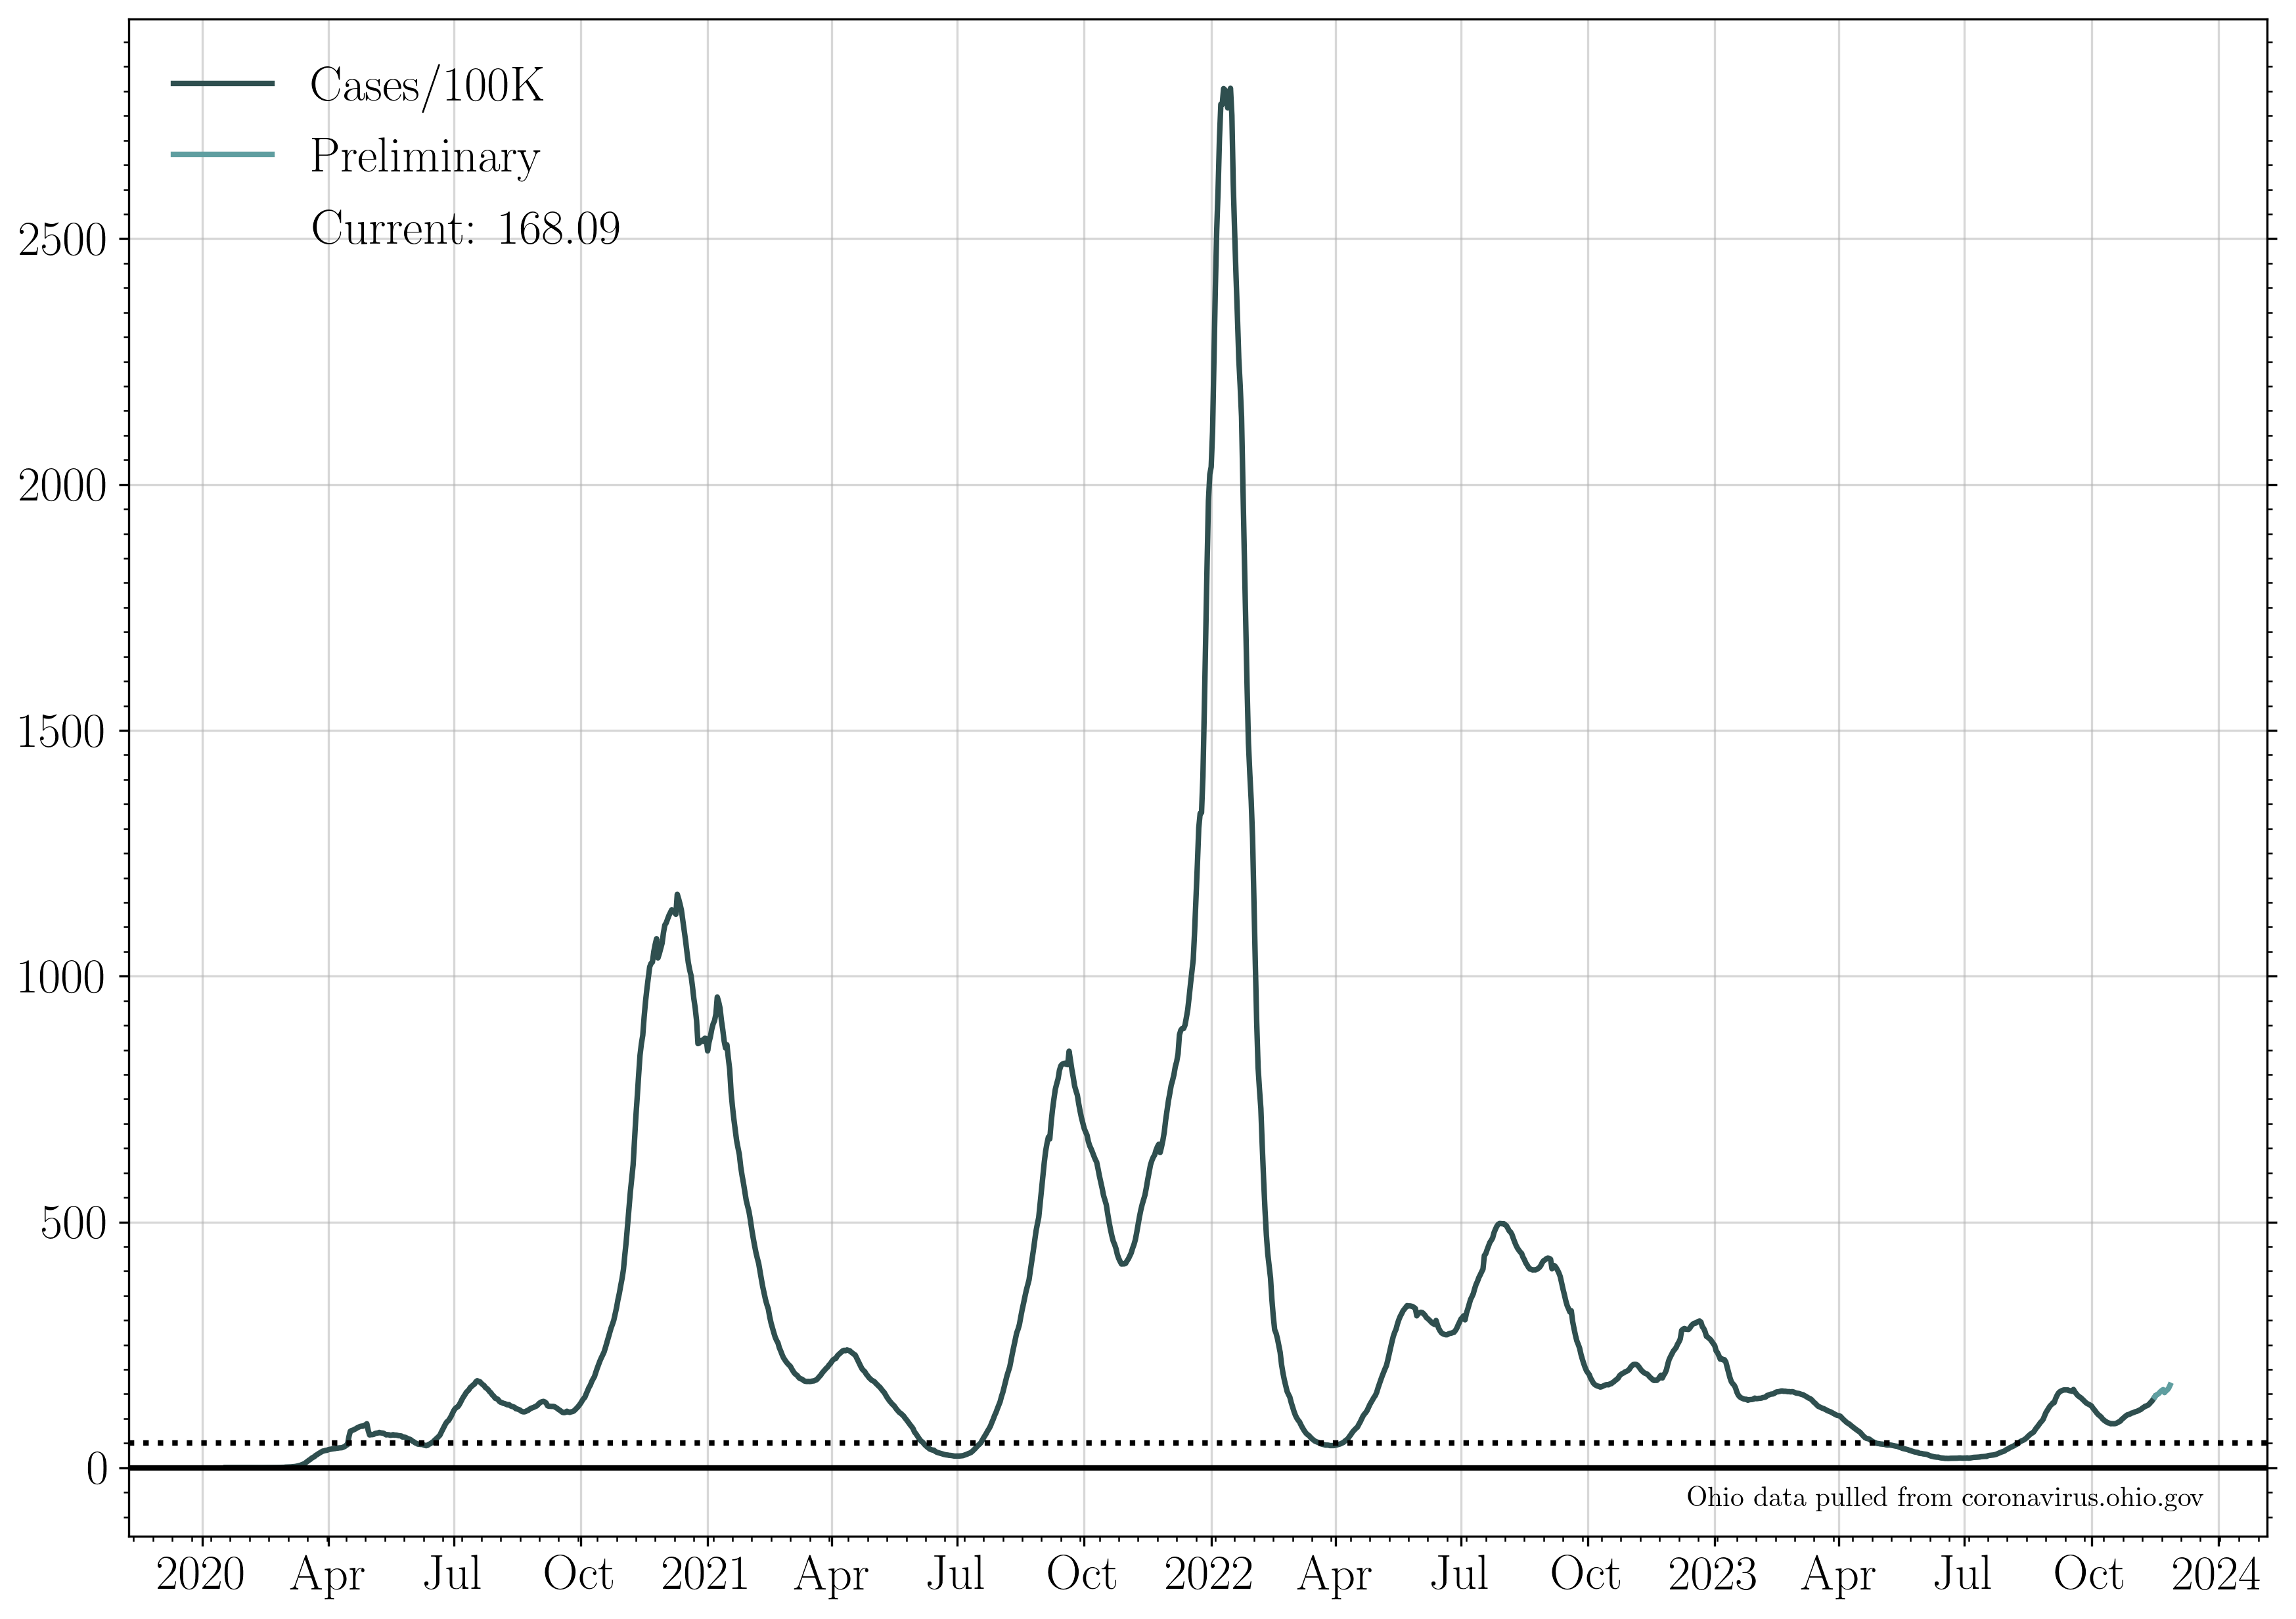 Cases/100K
Preliminary
Current: 168.09
2500
2000
1500
1000
500
0
Ohio data pulled from coronavirus.ohio.gov
2020 Apr Jul Oct 2021 Apr Jul Oct 2022 Apr Jul Oct 2023 Apr Jul Oct 2024